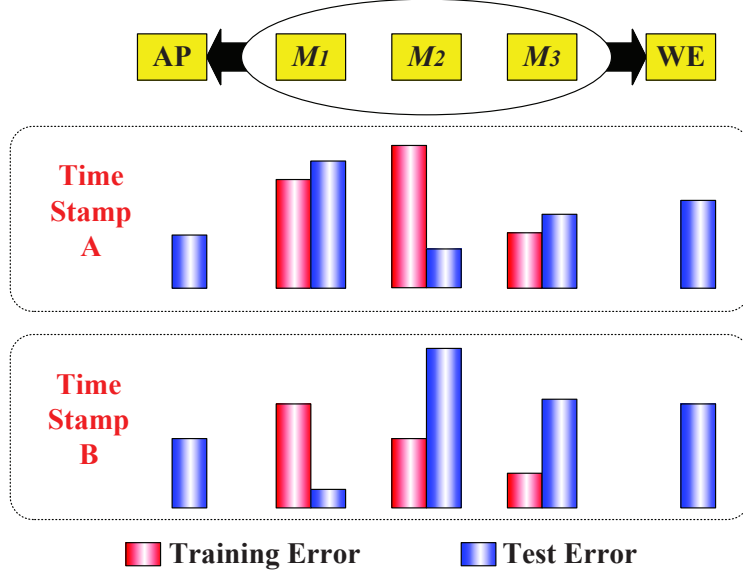 AP M1 M2 M3 WE
Time
Stamp
A
Time
Stamp
B
Training Error Test Error